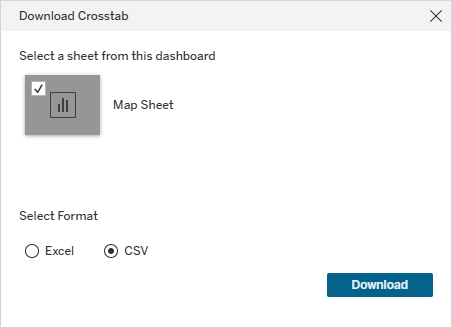 Download Crosstab
Select a sheet from this dashboard
Map Sheet
Select Format
Excel
CSV
Download